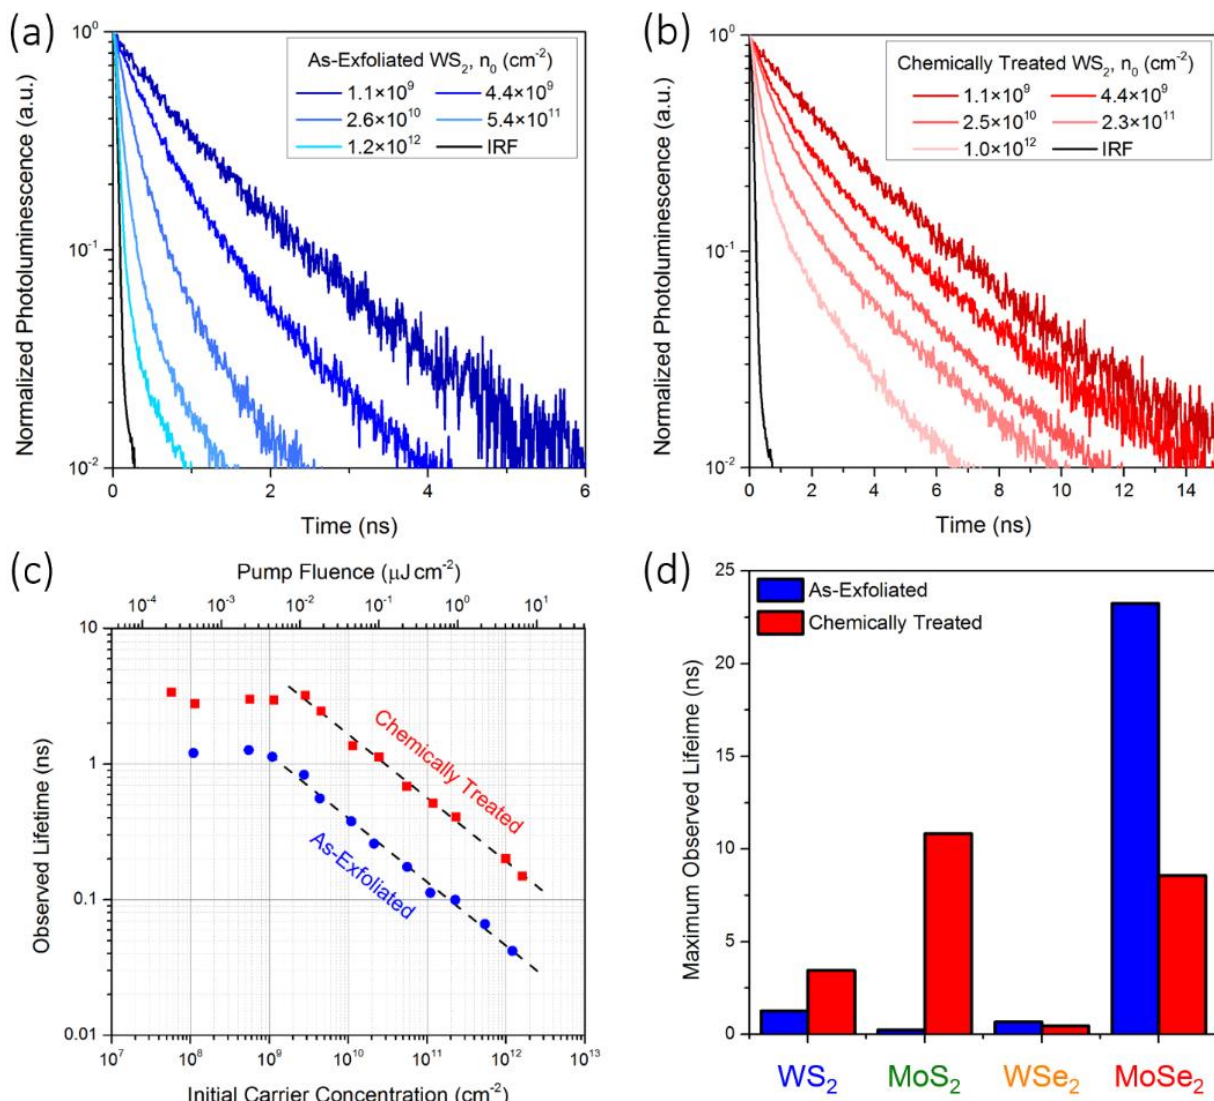 (a)
Normalized Photoluminescence (a.u.)
10⁰
10⁻¹
10⁻²
As-Exfoliated WS₂, n₀ (cm⁻²)
1.1×10⁹ 4.4×10⁹
2.6×10¹⁰ 5.4×10¹¹
1.2×10¹² IRF
0 2 4 6
Time (ns)
(b)
Normalized Photoluminescence (a.u.)
10⁰
10⁻¹
10⁻²
Chemically Treated WS₂, n₀ (cm⁻²)
1.1×10⁹ 4.4×10⁹
2.5×10¹⁰ 2.3×10¹¹
1.0×10¹² IRF
0 2 4 6 8 10 12 14
Time (ns)
(c)
Pump Fluence (μJ cm⁻²)
10⁻⁴ 10⁻³ 10⁻² 10⁻¹ 10⁰ 10¹
Observed Lifetime (ns)
10
1
0.1
0.01
Chemically Treated
As-Exfoliated
10⁷ 10⁸ 10⁹ 10¹⁰ 10¹¹ 10¹² 10¹³
Initial Carrier Concentration (cm⁻²)
(d)
Maximum Observed Lifeime (ns)
25
20
15
10
5
0
As-Exfoliated
Chemically Treated
WS₂ MoS₂ WSe₂ MoSe₂